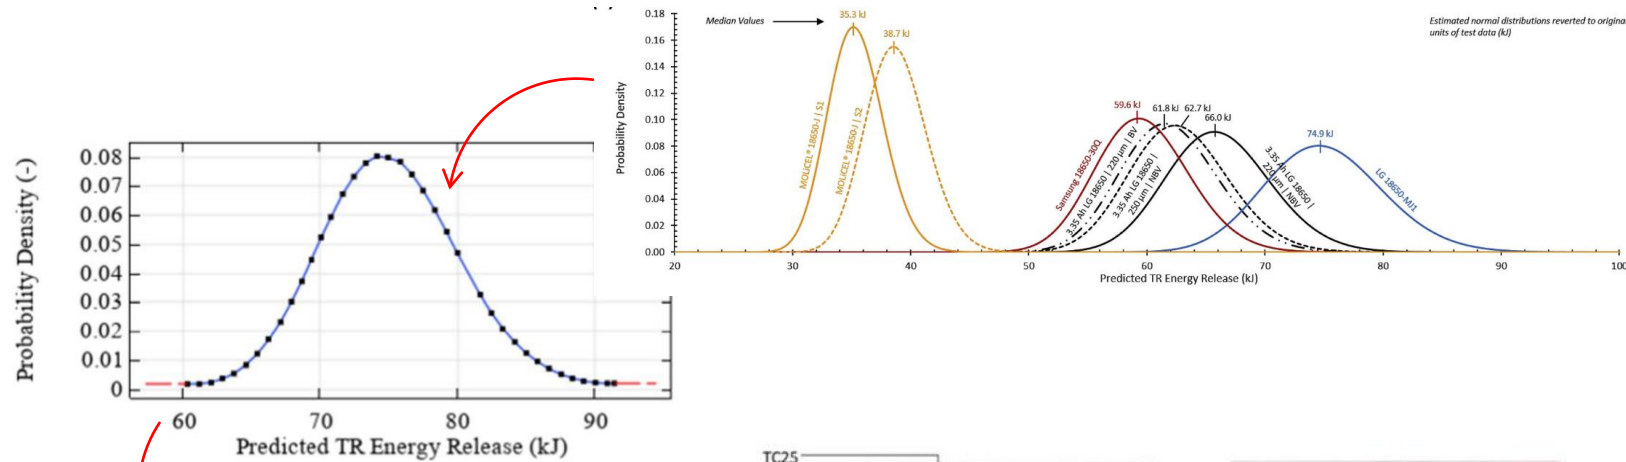 Median Values
35.3 kJ
38.7 kJ
Estimated normal distributions reverted to original
units of test data (kJ)
0.18
0.16
0.14
0.12
0.10
0.08
0.06
0.04
0.02
0.00
Probability Density
MOLiCEL® 18650-J | S1
MOLiCEL® 18650-J | S2
59.6 kJ
61.8 kJ
62.7 kJ
66.0 kJ
74.9 kJ
Samsung 18650-30Q
3.35 Ah LG 18650 | 220 µm | BV
3.35 Ah LG 18650 |
250 µm | NBV
3.35 Ah LG 18650 |
220 µm | NBV
LG 18650-MJ1
20 30 40 50 60 70 80 90 100
Predicted TR Energy Release (kJ)
Probability Density (-)
0.08
0.07
0.06
0.05
0.04
0.03
0.02
0.01
0
60 70 80 90
Predicted TR Energy Release (kJ)
TC25